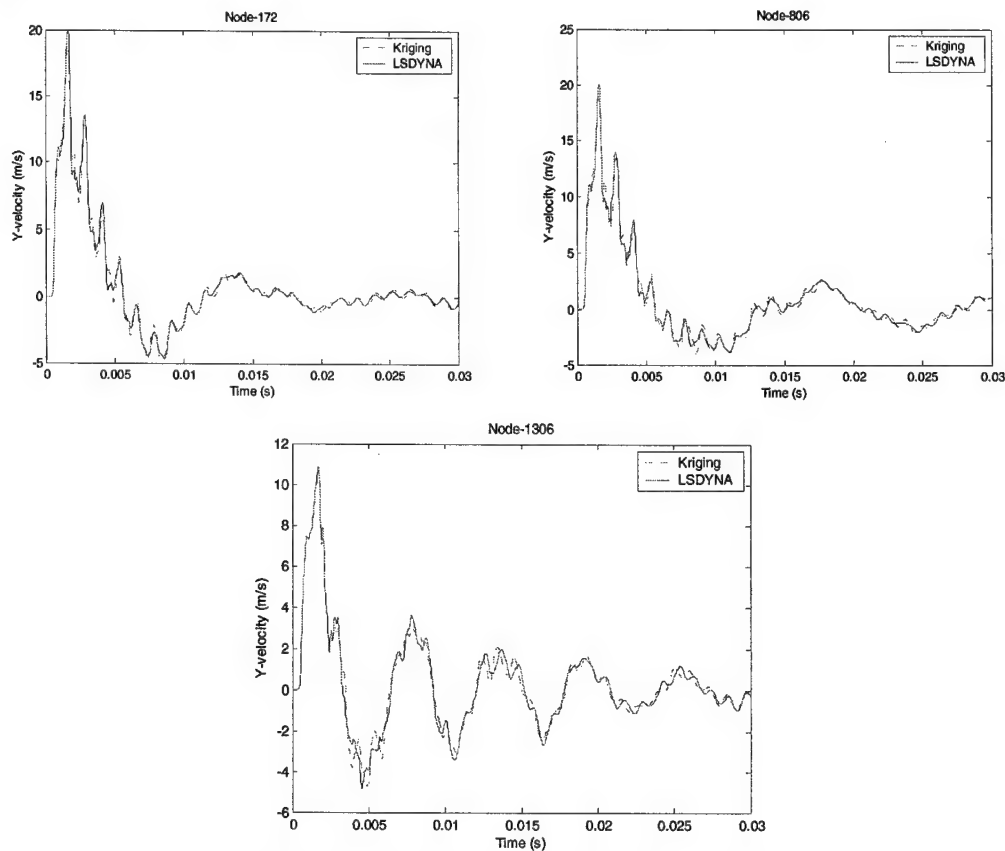 Node-172
Kriging
LSDYNA
Y-velocity (m/s)
20
15
10
5
0
-5
0
0.005
0.01
0.015
0.02
0.025
0.03
Time (s)
Node-806
Kriging
LSDYNA
Y-velocity (m/s)
25
20
15
10
5
0
-5
0
0.005
0.01
0.015
0.02
0.025
0.03
Time (s)
Node-1306
Kriging
LSDYNA
Y-velocity (m/s)
12
10
8
6
4
2
0
-2
-4
-6
0
0.005
0.01
0.015
0.02
0.025
0.03
Time (s)